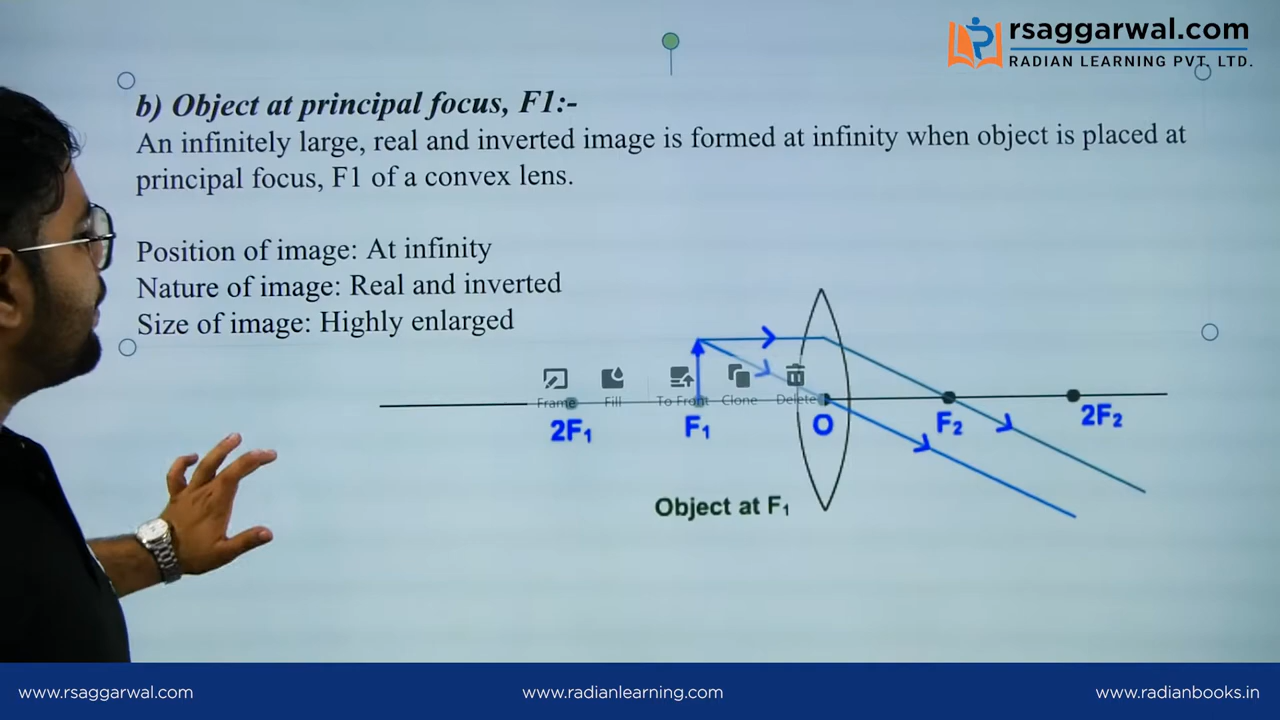 rsaggarwal.com
RADIAN LEARNING PVT. LTD.
b) Object at principal focus, F1:-
An infinitely large, real and inverted image is formed at infinity when object is placed at
principal focus, F1 of a convex lens.
Position of image: At infinity
Nature of image: Real and inverted
Size of image: Highly enlarged
Frame Fill To Front Clone Delete
2F₁ F₁ O F₂ 2F₂
Object at F₁
www.rsaggarwal.com www.radianlearning.com www.radianbooks.in